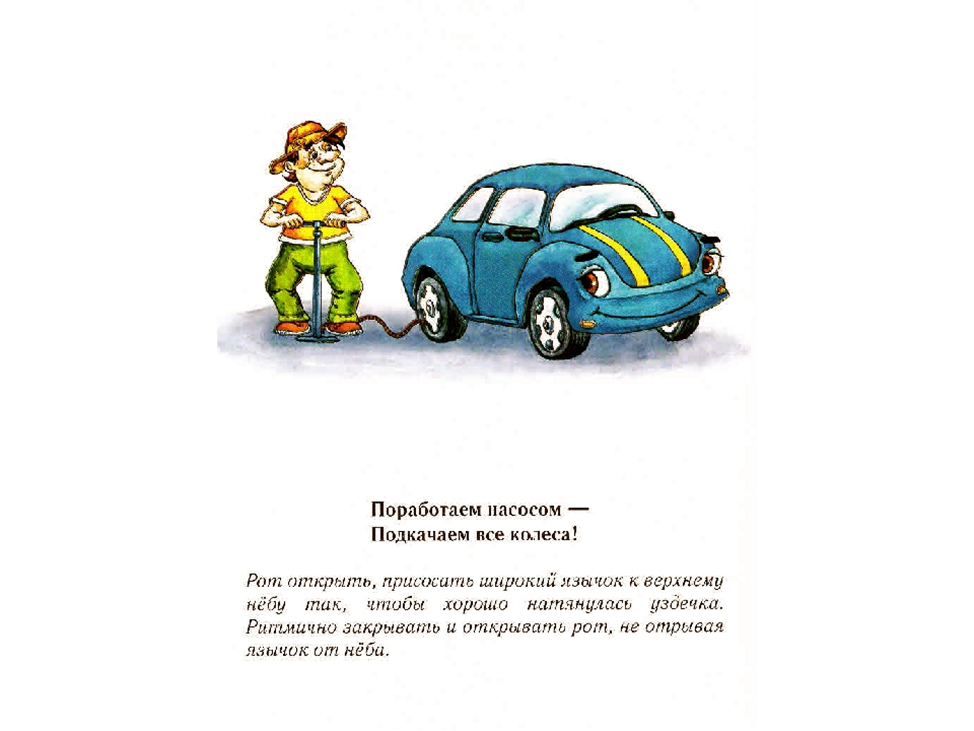 Поработаем насосом —
Подкачаем все колеса!
Рот открыть, присосать широкий язычок к верхнему
нёбу так, чтобы хорошо натянулась уздечка.
Ритмично закрывать и открывать рот, не отрывая
язычок от нёба.